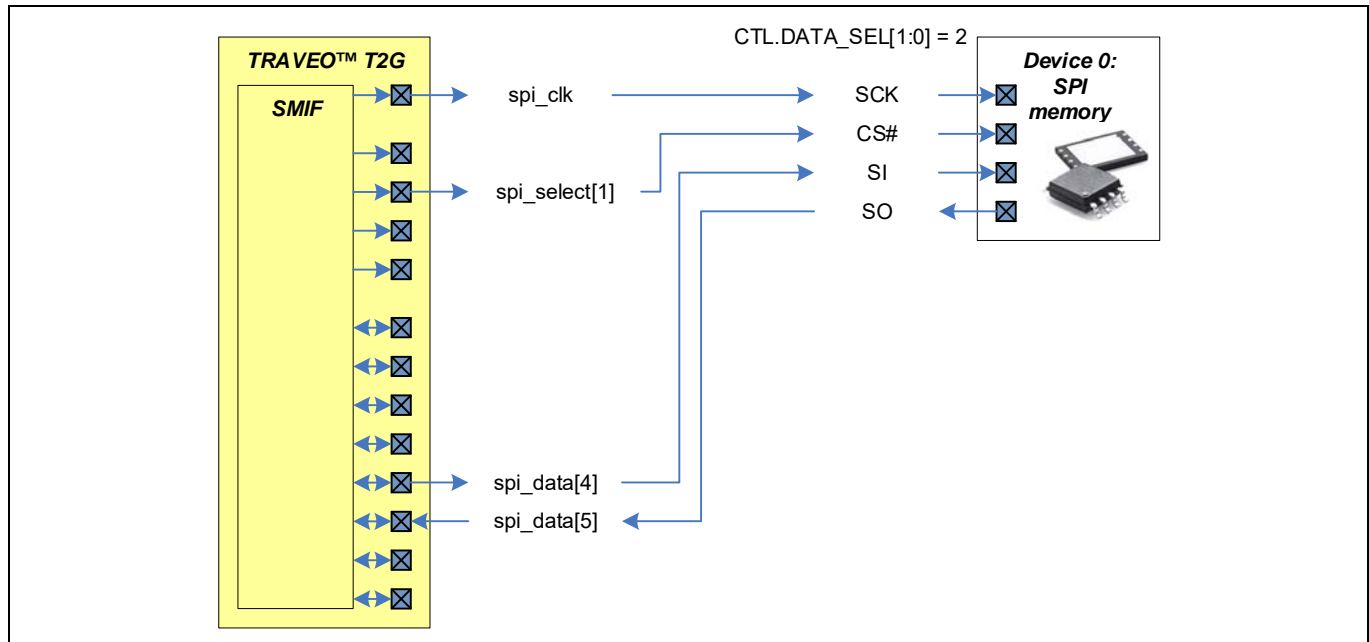 CTL.DATA_SEL[1:0] = 2
TRAVEO™ T2G
SMIF
Device 0:
SPI
memory
spi_clk
SCK
CS#
spi_select[1]
SI
SO
spi_data[4]
spi_data[5]